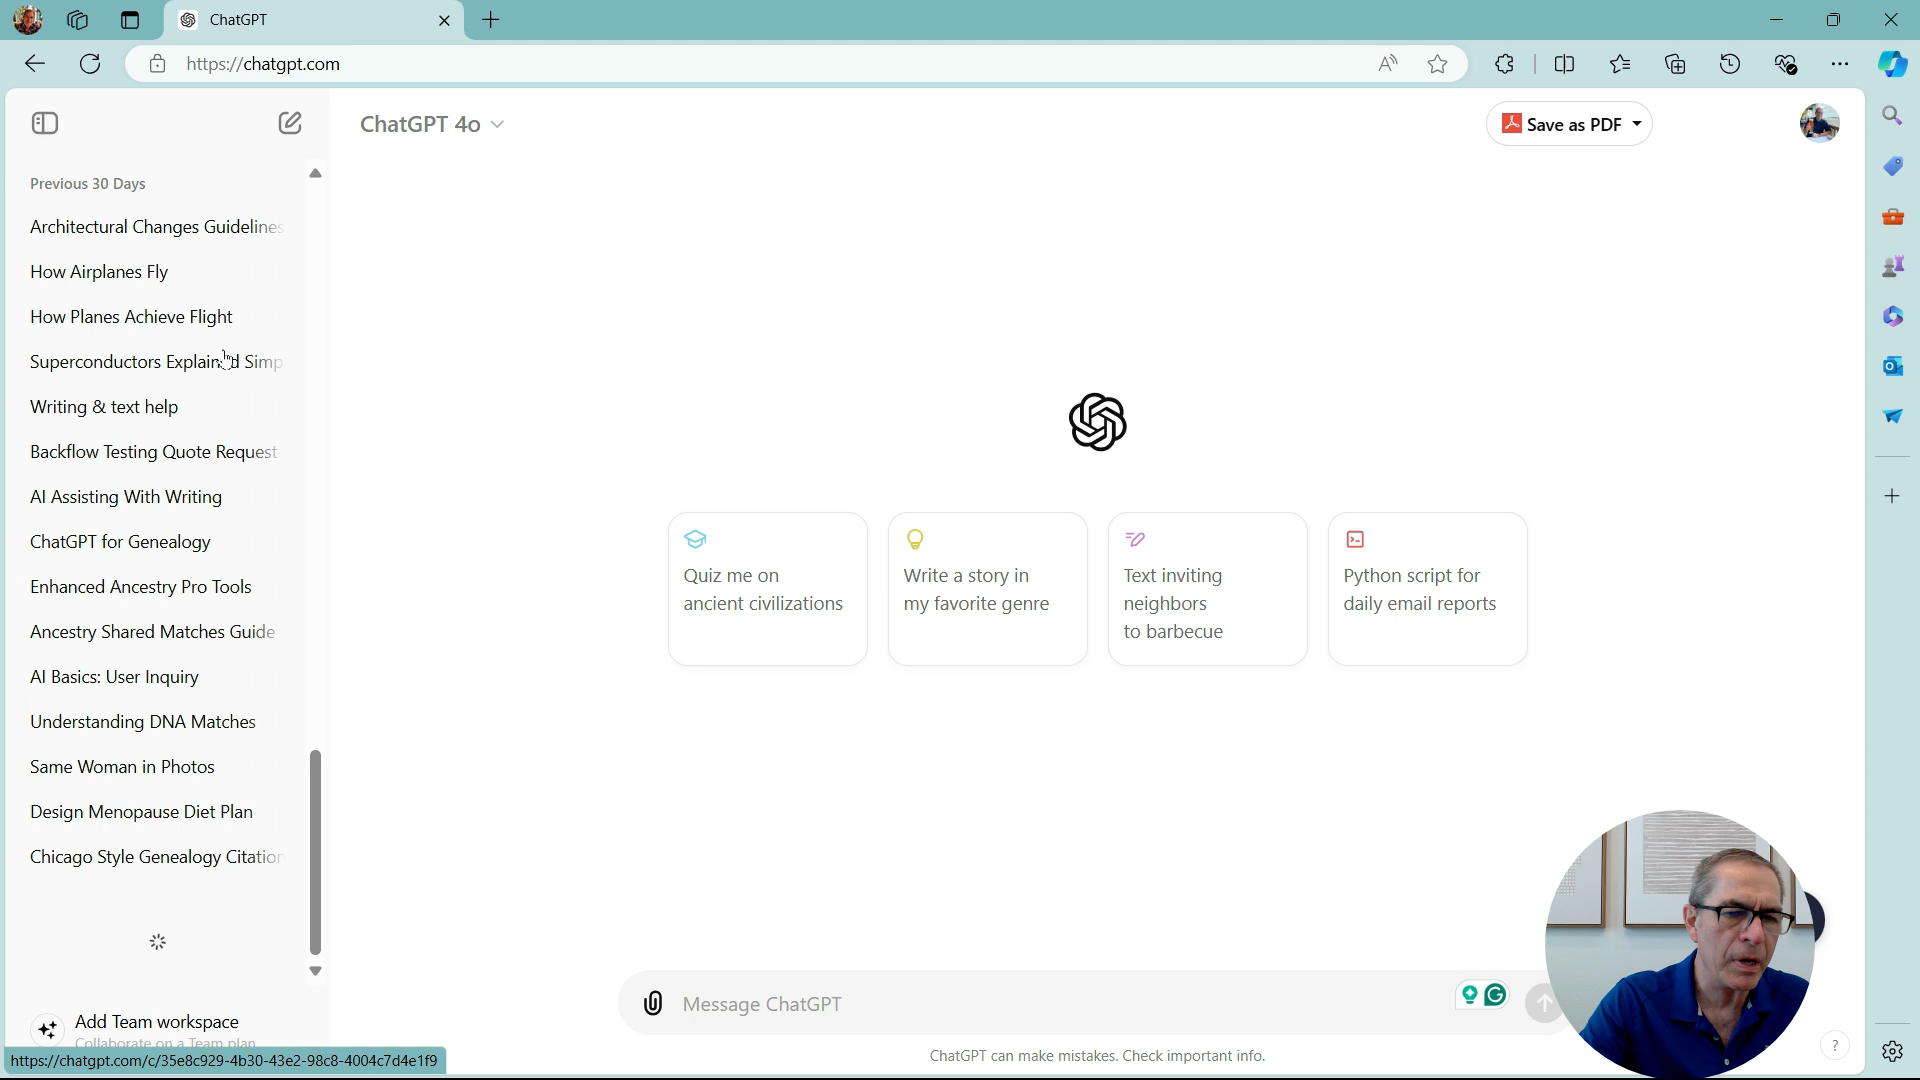 ChatGPT
https://chatgpt.com
ChatGPT 4o
Save as PDF
Previous 30 Days
Architectural Changes Guidelines
How Airplanes Fly
How Planes Achieve Flight
Superconductors Explained Simp
Writing & text help
Backflow Testing Quote Request
AI Assisting With Writing
ChatGPT for Genealogy
Enhanced Ancestry Pro Tools
Ancestry Shared Matches Guide
AI Basics: User Inquiry
Understanding DNA Matches
Same Woman in Photos
Design Menopause Diet Plan
Chicago Style Genealogy Citation
Add Team workspace
Collaborate on a Team plan
https://chatgpt.com/c/35e8c929-4b30-43e2-98c8-4004c7d4e1f9
Quiz me on
ancient civilizations
Write a story in
my favorite genre
Text inviting
neighbors
to barbecue
Python script for
daily email reports
Message ChatGPT
ChatGPT can make mistakes. Check important info.
?